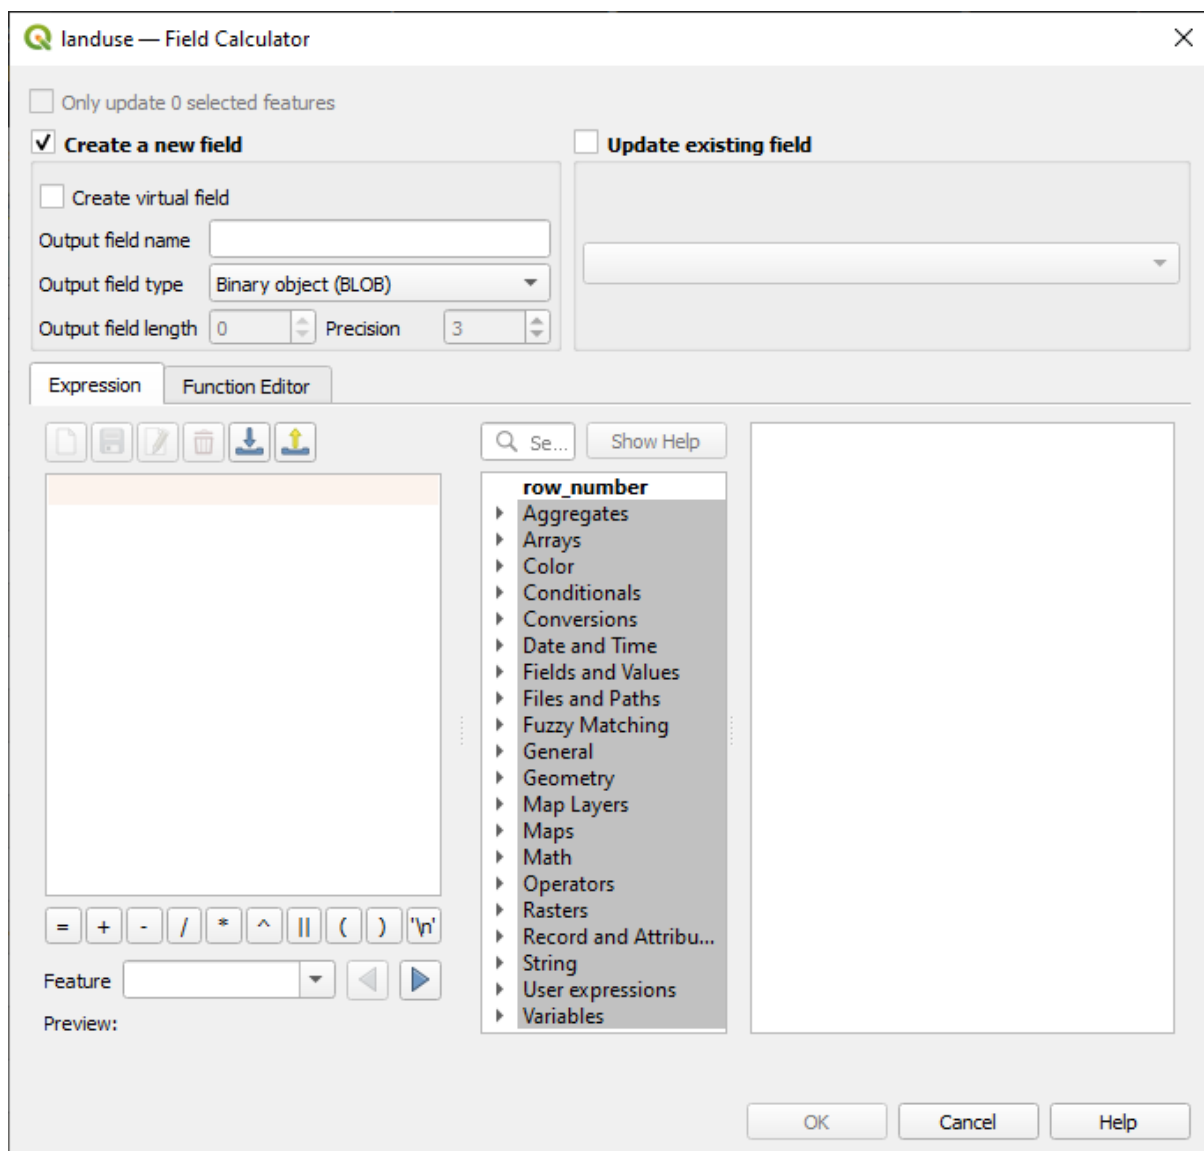 landuse — Field Calculator
Only update 0 selected features
Create a new field
Update existing field
Create virtual field
Output field name
Output field type Binary object (BLOB)
Output field length 0 Precision 3
Expression Function Editor
Se... Show Help
row_number
Aggregates
Arrays
Color
Conditionals
Conversions
Date and Time
Fields and Values
Files and Paths
Fuzzy Matching
General
Geometry
Map Layers
Maps
Math
Operators
Rasters
Record and Attribu...
String
User expressions
Variables
= + - / * ^ || ( ) '\n'
Feature
Preview:
OK Cancel Help